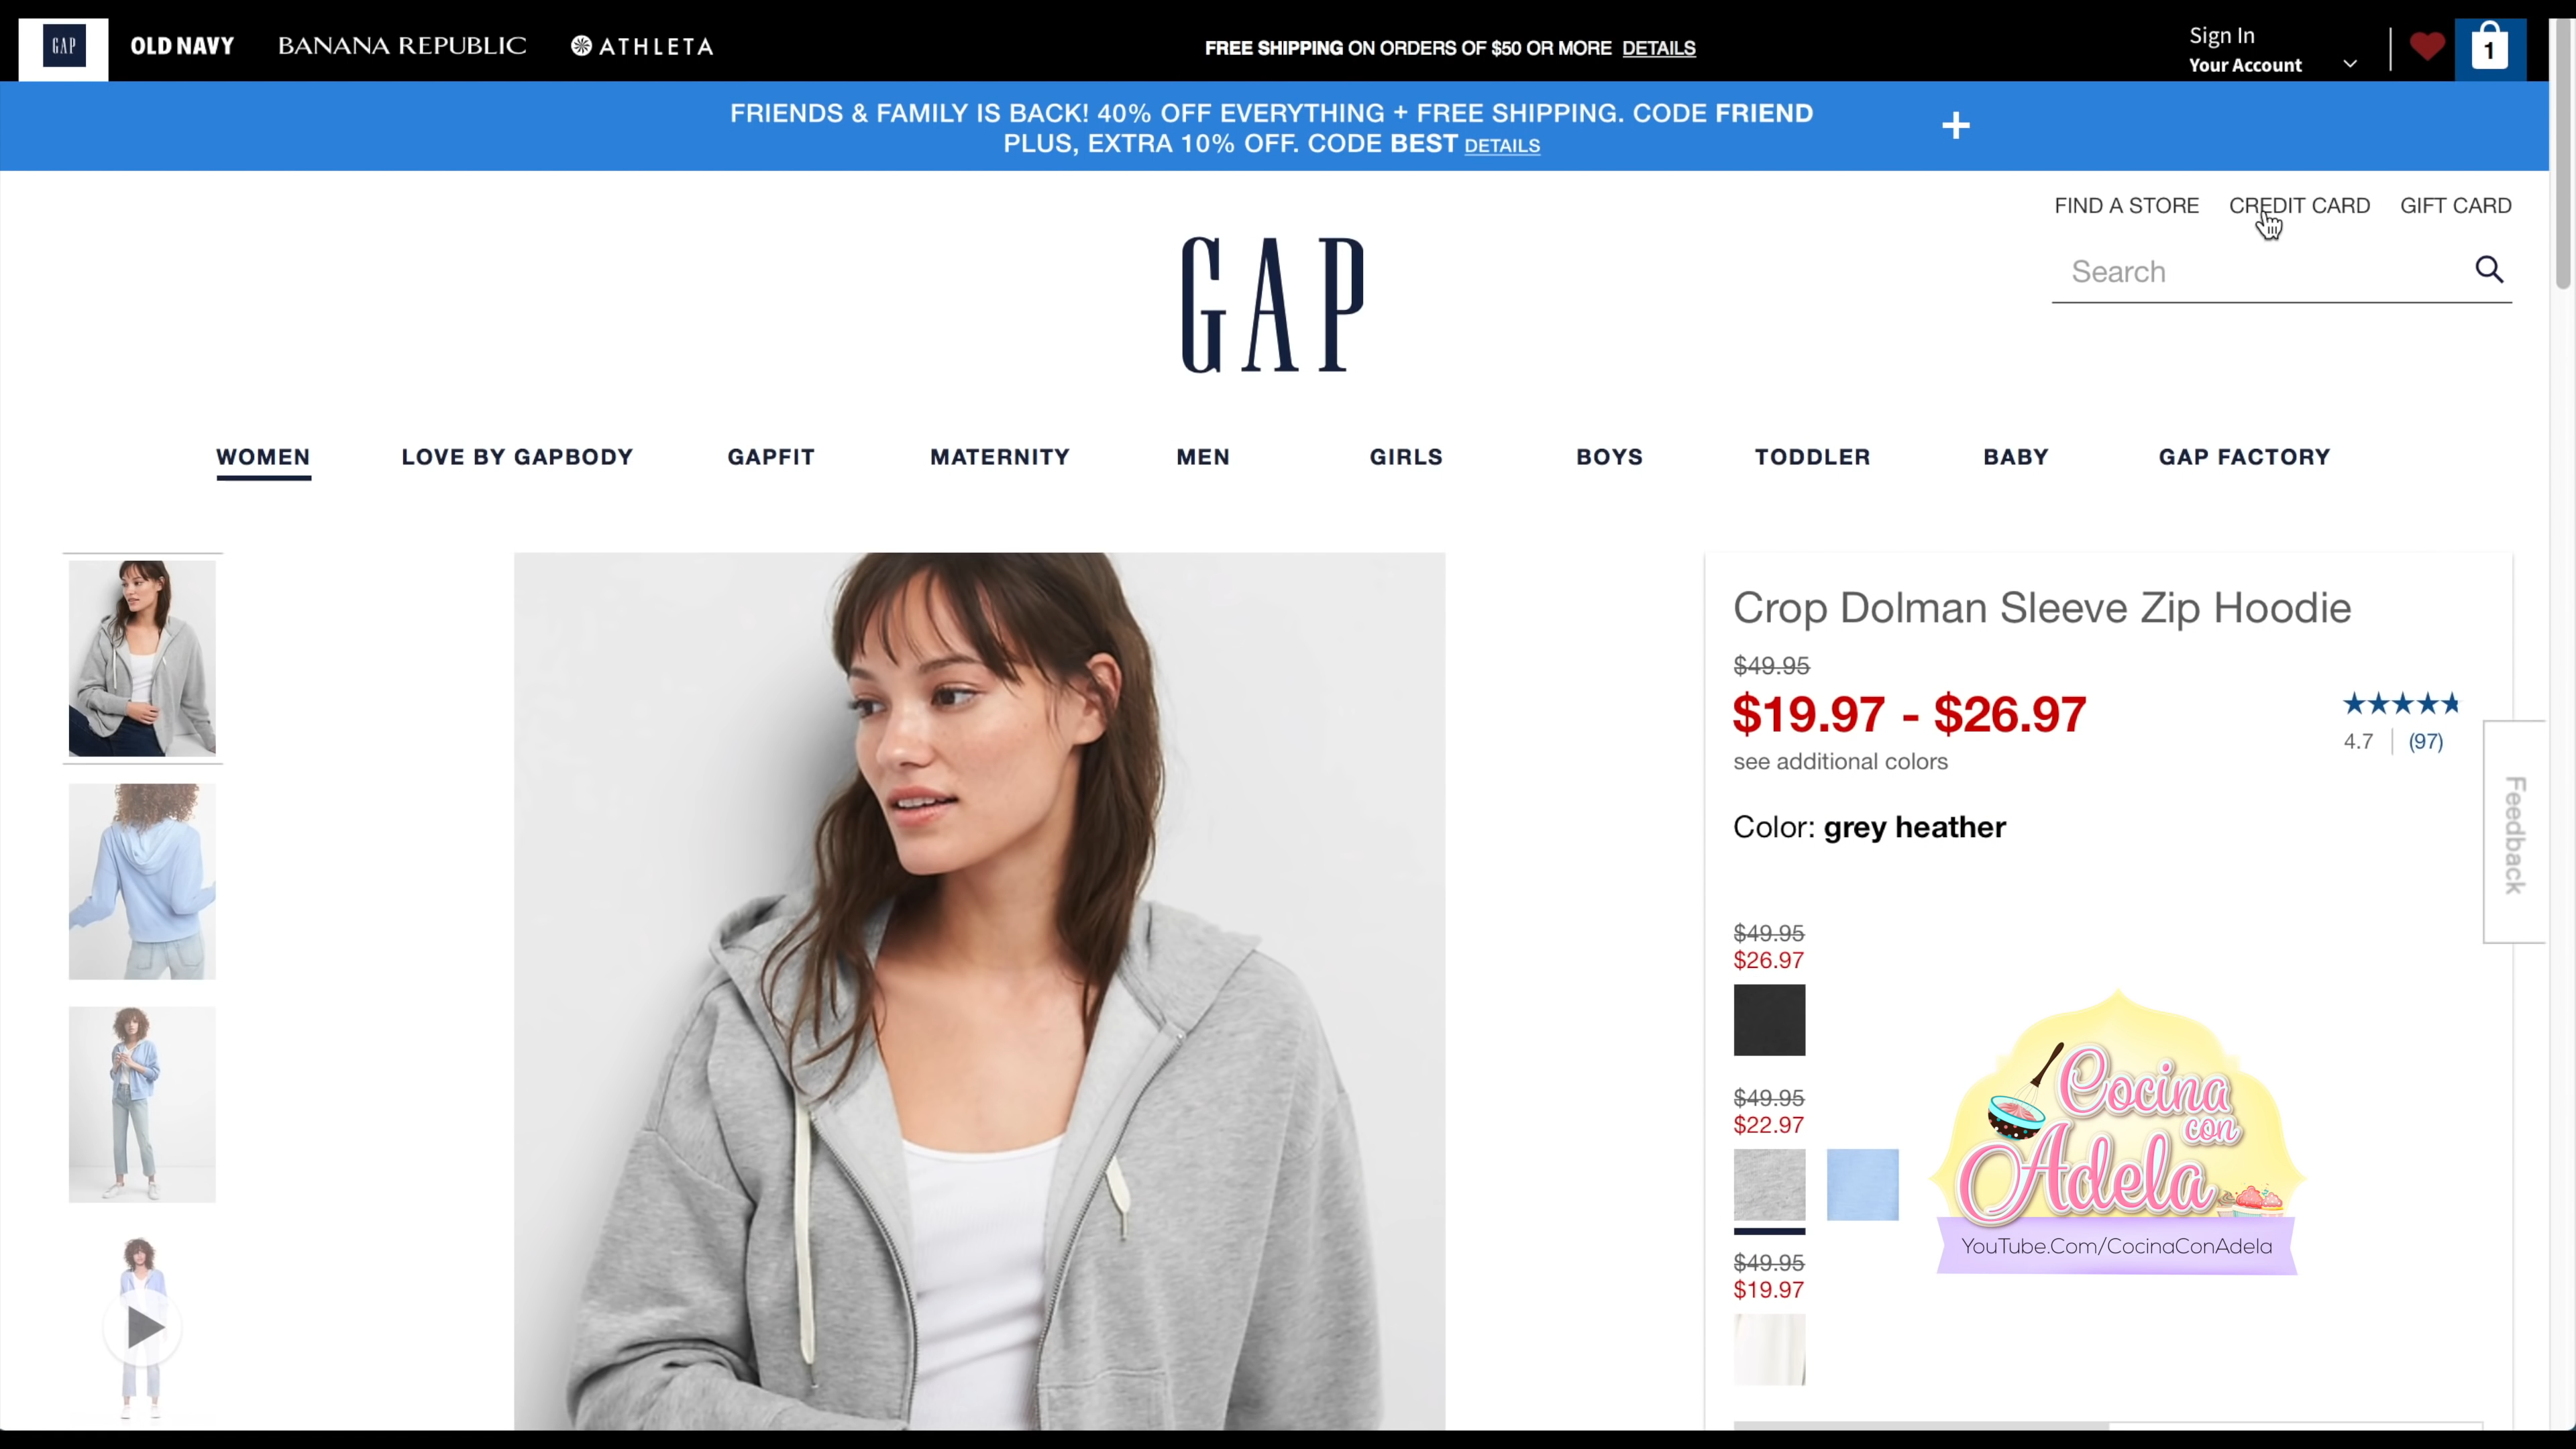 GAP
OLD NAVY
BANANA REPUBLIC
ATHLETA
FREE SHIPPING ON ORDERS OF $50 OR MORE DETAILS
Sign In
Your Account
1
FRIENDS & FAMILY IS BACK! 40% OFF EVERYTHING + FREE SHIPPING. CODE FRIEND
PLUS, EXTRA 10% OFF. CODE BEST DETAILS
FIND A STORE CREDIT CARD GIFT CARD
Search
GAP
WOMEN LOVE BY GAPBODY GAPFIT MATERNITY MEN GIRLS BOYS TODDLER BABY GAP FACTORY
Crop Dolman Sleeve Zip Hoodie
$49.95
$19.97 - $26.97
4.7 (97)
see additional colors
Feedback
Color: grey heather
$49.95
$26.97
$49.95
$22.97
$49.95
$19.97
Cocina
con
Adela
YouTube.Com/CocinaConAdela